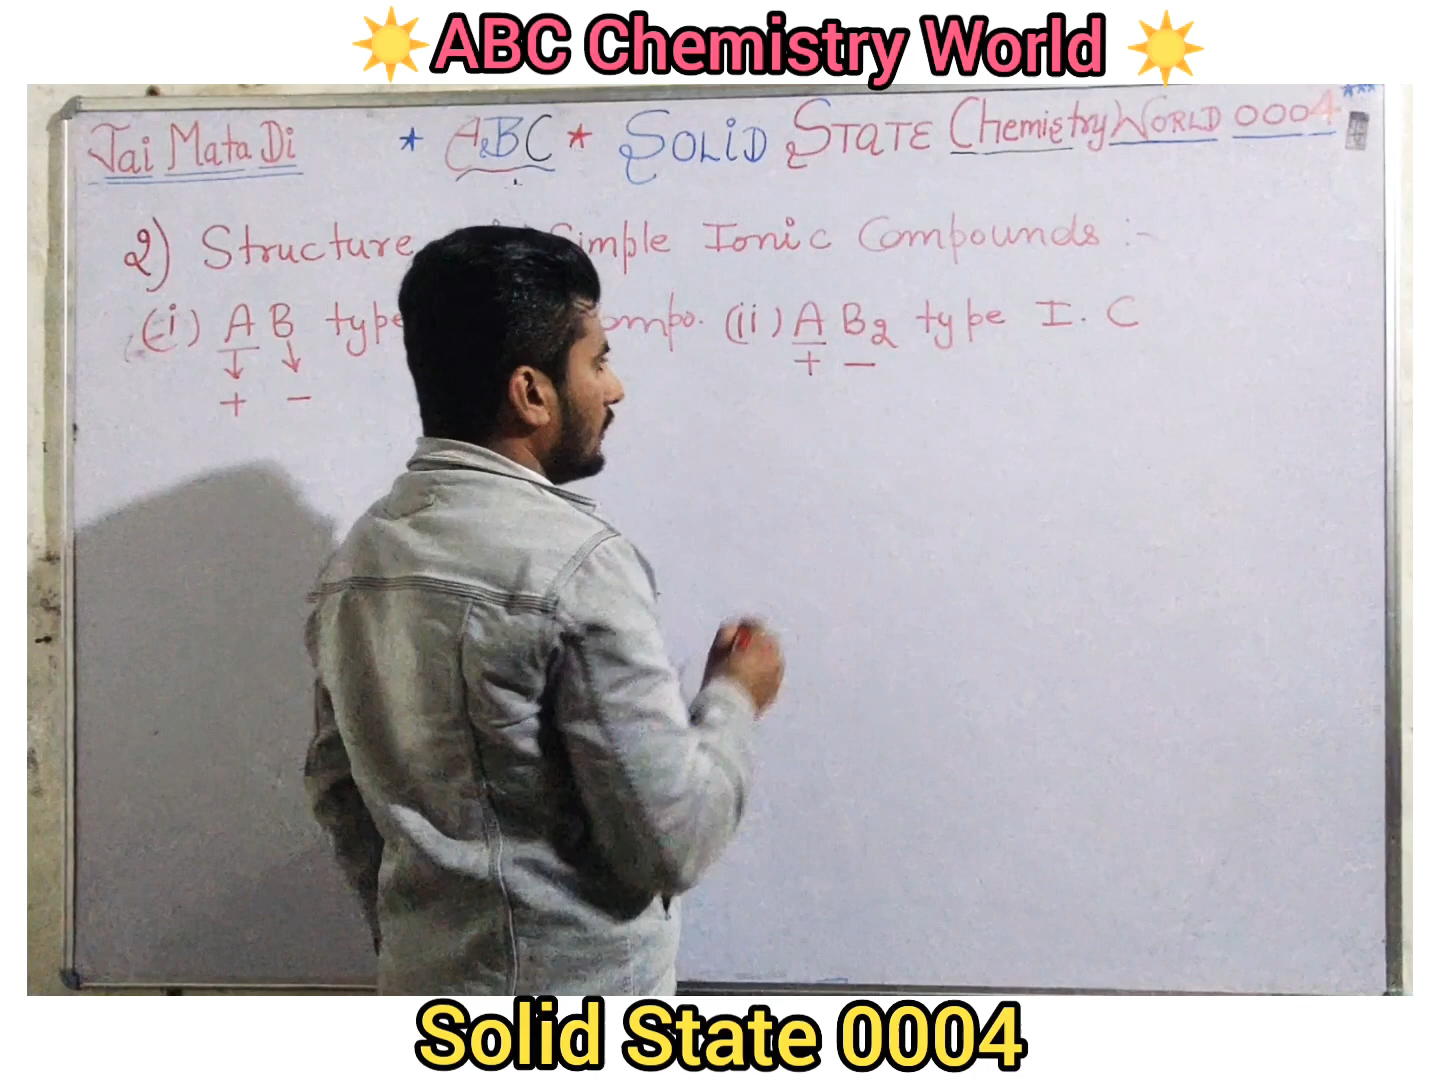 ABC Chemistry World
Jai Mata Di * ABC * SOLiD STATE Chemistry WORLD 0004
2) Structure Simple Ionic Compounds :-
(i) A B type ompo. (ii) A B2 type I. C
+ - + -
Solid State 0004